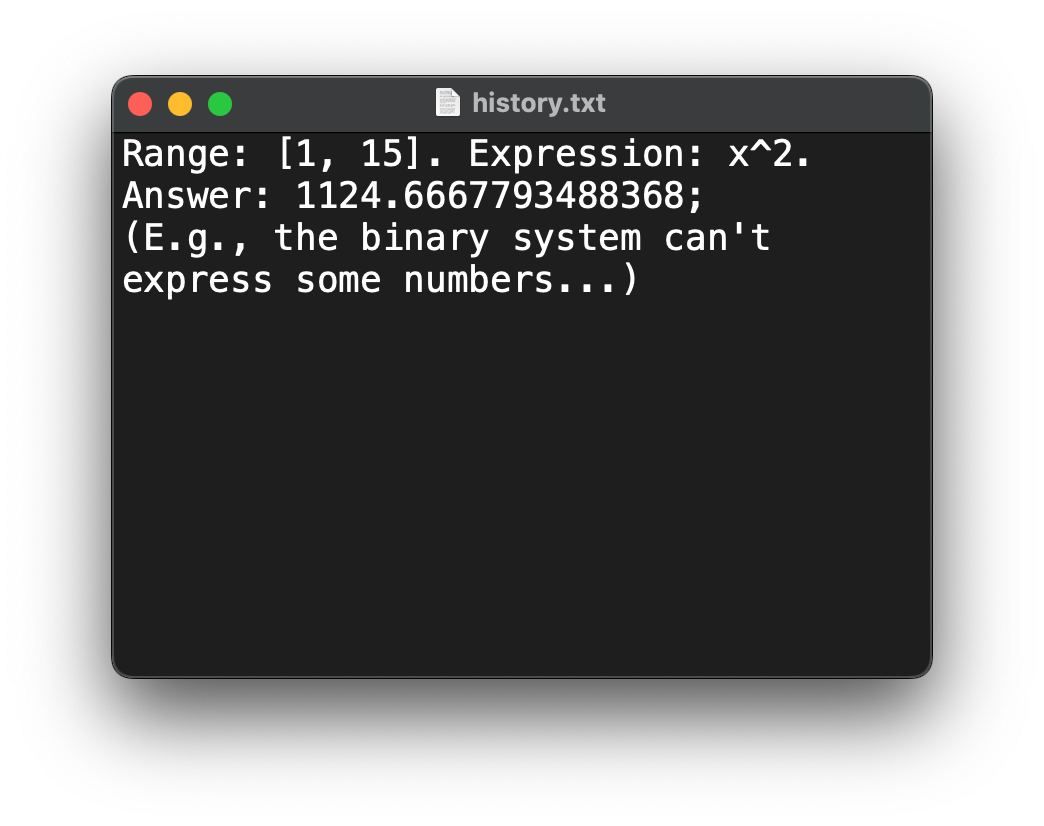 history.txt
Range: [1, 15]. Expression: x^2.
Answer: 1124.6667793488368;
(E.g., the binary system can't
express some numbers...)